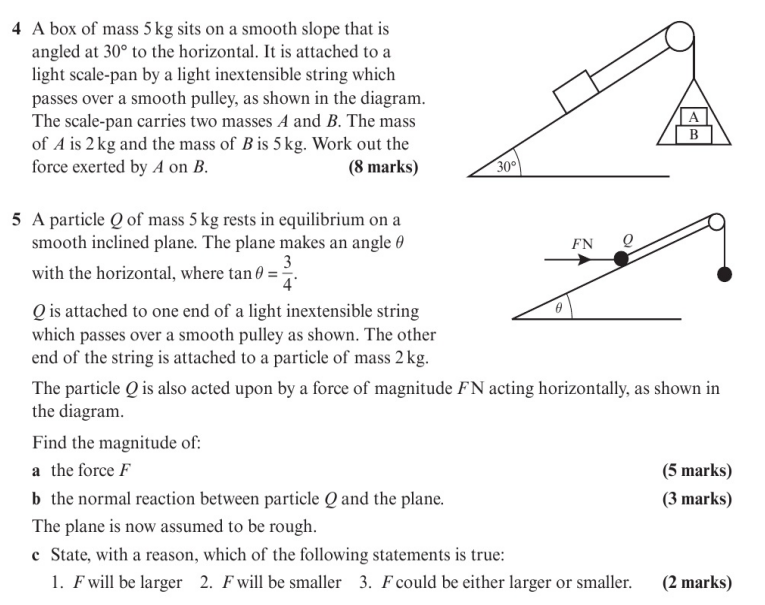 4 A box of mass 5 kg sits on a smooth slope that is
angled at 30° to the horizontal. It is attached to a
light scale-pan by a light inextensible string which
passes over a smooth pulley, as shown in the diagram.
The scale-pan carries two masses A and B. The mass
of A is 2 kg and the mass of B is 5 kg. Work out the
force exerted by A on B. (8 marks)
A
B
30°
5 A particle Q of mass 5 kg rests in equilibrium on a
smooth inclined plane. The plane makes an angle θ
with the horizontal, where tan θ = 3/4.
Q is attached to one end of a light inextensible string
which passes over a smooth pulley as shown. The other
end of the string is attached to a particle of mass 2 kg.
FN Q
θ
The particle Q is also acted upon by a force of magnitude F N acting horizontally, as shown in
the diagram.
Find the magnitude of:
a the force F (5 marks)
b the normal reaction between particle Q and the plane. (3 marks)
The plane is now assumed to be rough.
c State, with a reason, which of the following statements is true:
1. F will be larger 2. F will be smaller 3. F could be either larger or smaller. (2 marks)